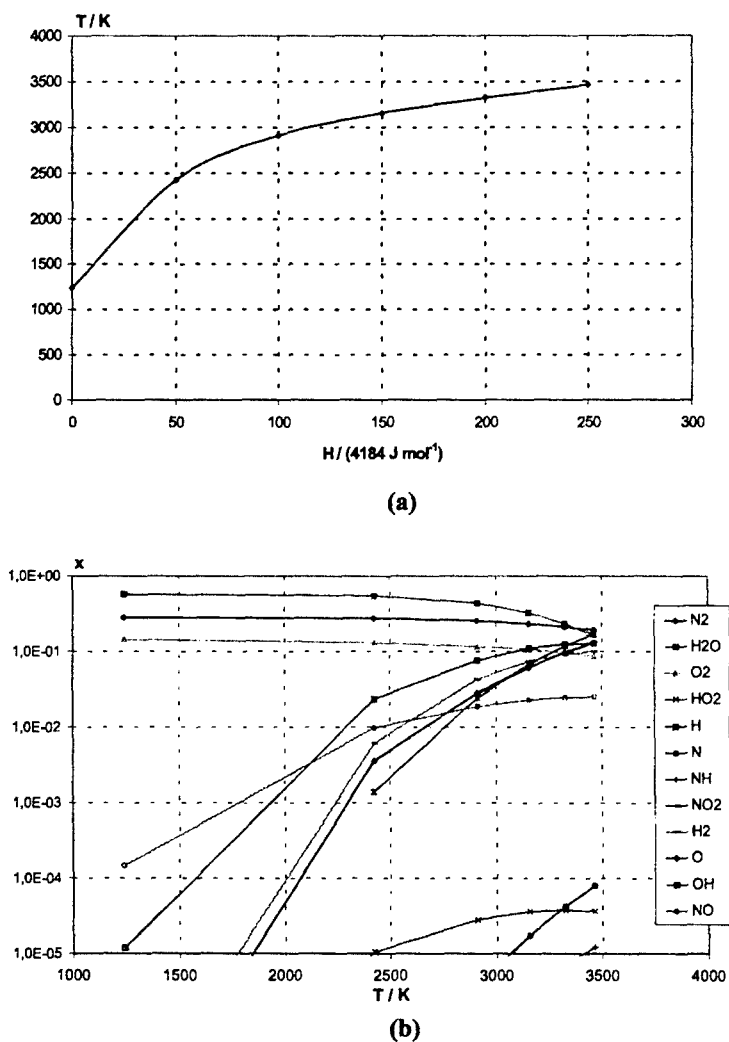 T / K
4000
3500
3000
2500
2000
1500
1000
500
0
0 50 100 150 200 250 300
H / (4184 J mol⁻¹)
(a)
x
1,0E+00
1,0E-01
1,0E-02
1,0E-03
1,0E-04
1,0E-05
1000 1500 2000 2500 3000 3500 4000
T / K
N2
H2O
O2
HO2
H
N
NH
NO2
H2
O
OH
NO
(b)